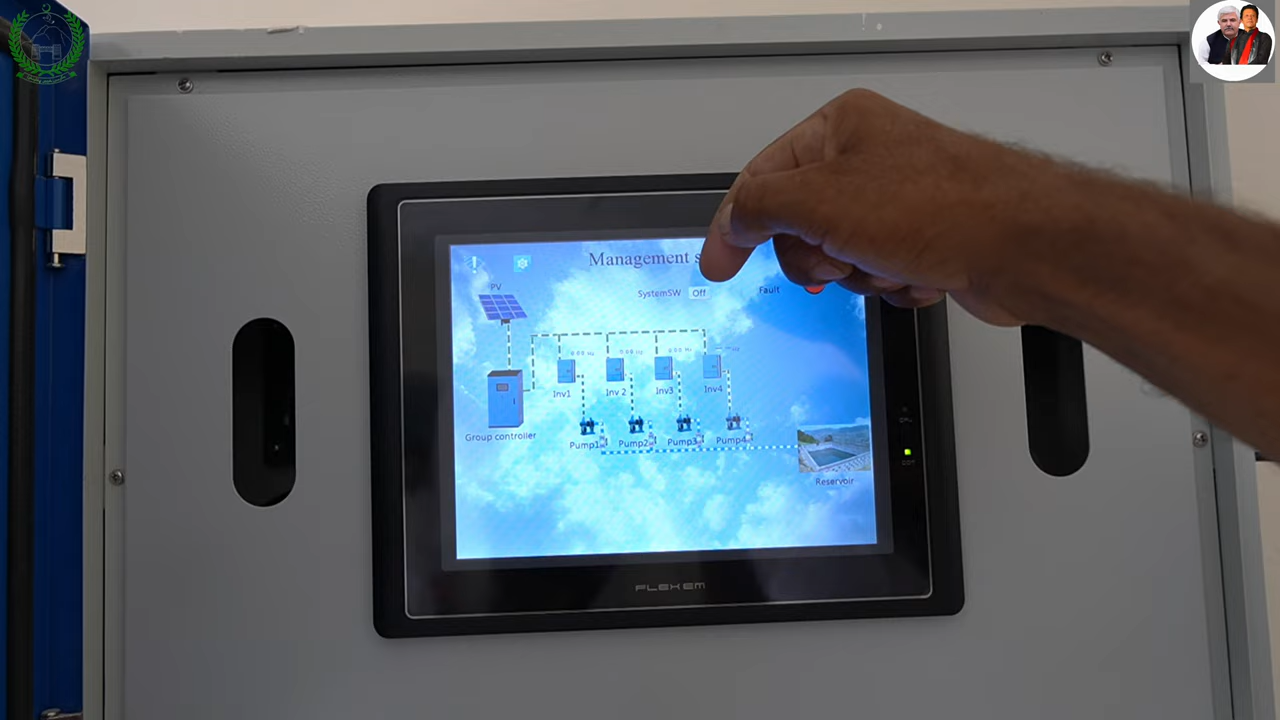 Management s
PV
SystemSW Off
Fault
Inv1
Inv 2
Inv3
Inv4
Group controller
Pump1
Pump2
Pump3
Pump4
Reservoir
FLEXEM